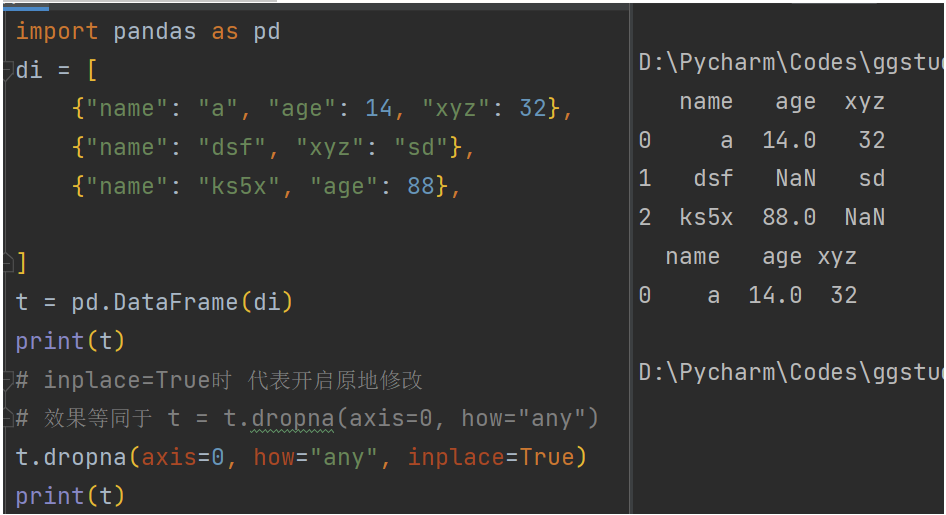 import pandas as pd
di = [
    {"name": "a", "age": 14, "xyz": 32},
    {"name": "dsf", "xyz": "sd"},
    {"name": "ks5x", "age": 88},
]
t = pd.DataFrame(di)
print(t)
# inplace=True时 代表开启原地修改
# 效果等同于 t = t.dropna(axis=0, how="any")
t.dropna(axis=0, how="any", inplace=True)
print(t)
D:\Pycharm\Codes\ggstu
   name   age  xyz
0     a  14.0   32
1   dsf   NaN   sd
2  ks5x  88.0  NaN
  name   age xyz
0    a  14.0  32
D:\Pycharm\Codes\ggstu